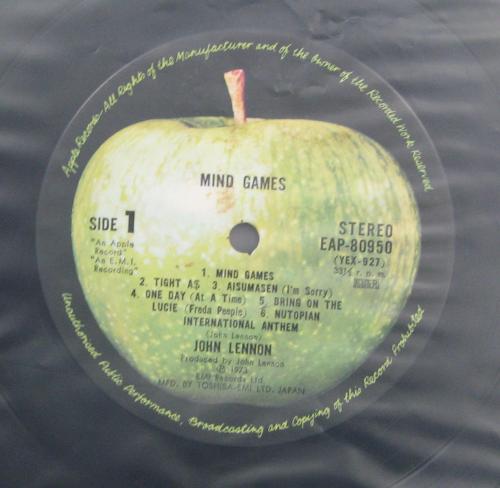 Apple Records-All Rights of the Manufacturer and of the Owner of the Recorded Work Reserved
MIND GAMES
SIDE 1
STEREO
EAP-80950
(YEX-927)
33⅓ r. p. m.
"An Apple
Record"
"An E.M.I.
Recording"
1. MIND GAMES
2. TIGHT A$ 3. AISUMASEN (I'm Sorry)
4. ONE DAY (At A Time) 5. BRING ON THE
LUCIE (Freda People) 6. NUTOPIAN
INTERNATIONAL ANTHEM
(John Lennon)
JOHN LENNON
Produced by John Lennon
Ⓟ 1973
EMI Records Ltd.
MFD. BY TOSHIBA-EMI LTD. JAPAN
Unauthorised Public Performance, Broadcasting and Copying of this Record Prohibited